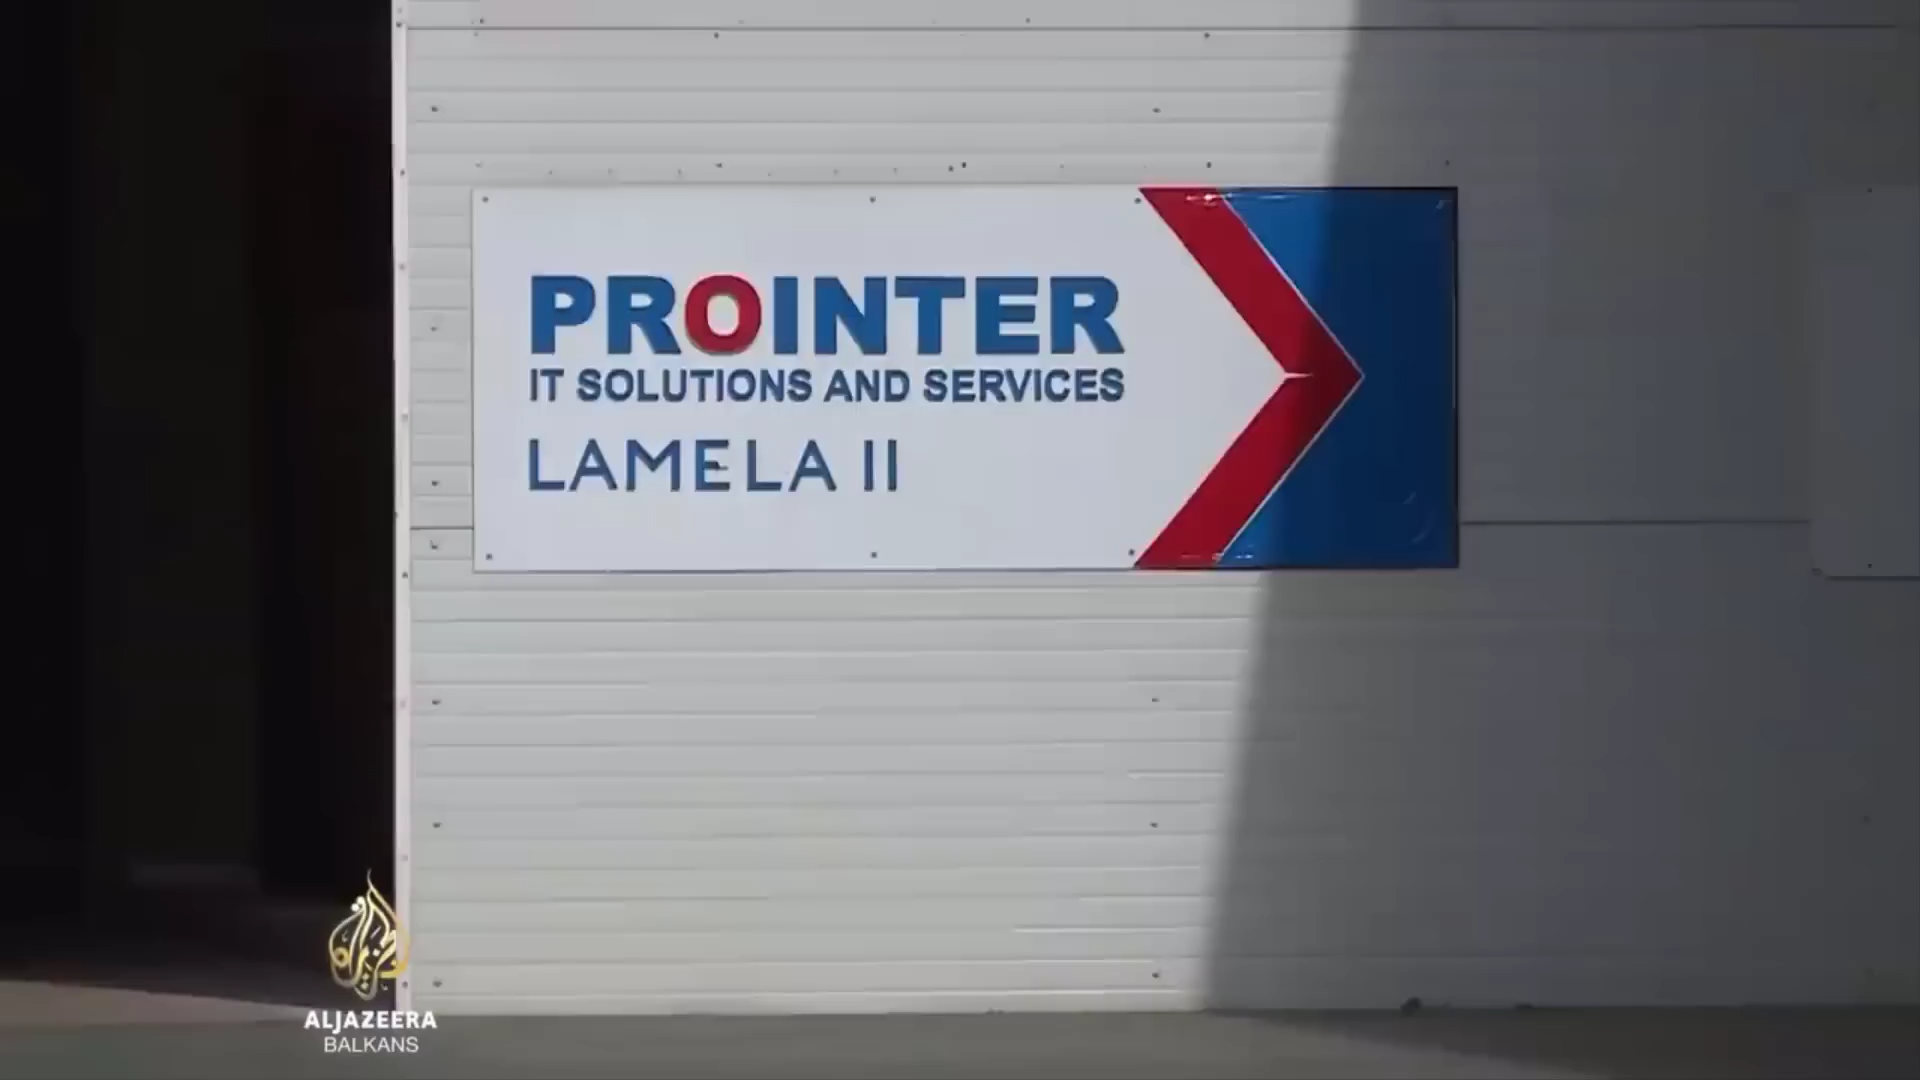 PROINTER
IT SOLUTIONS AND SERVICES
LAMELA II
ALJAZEERA
BALKANS